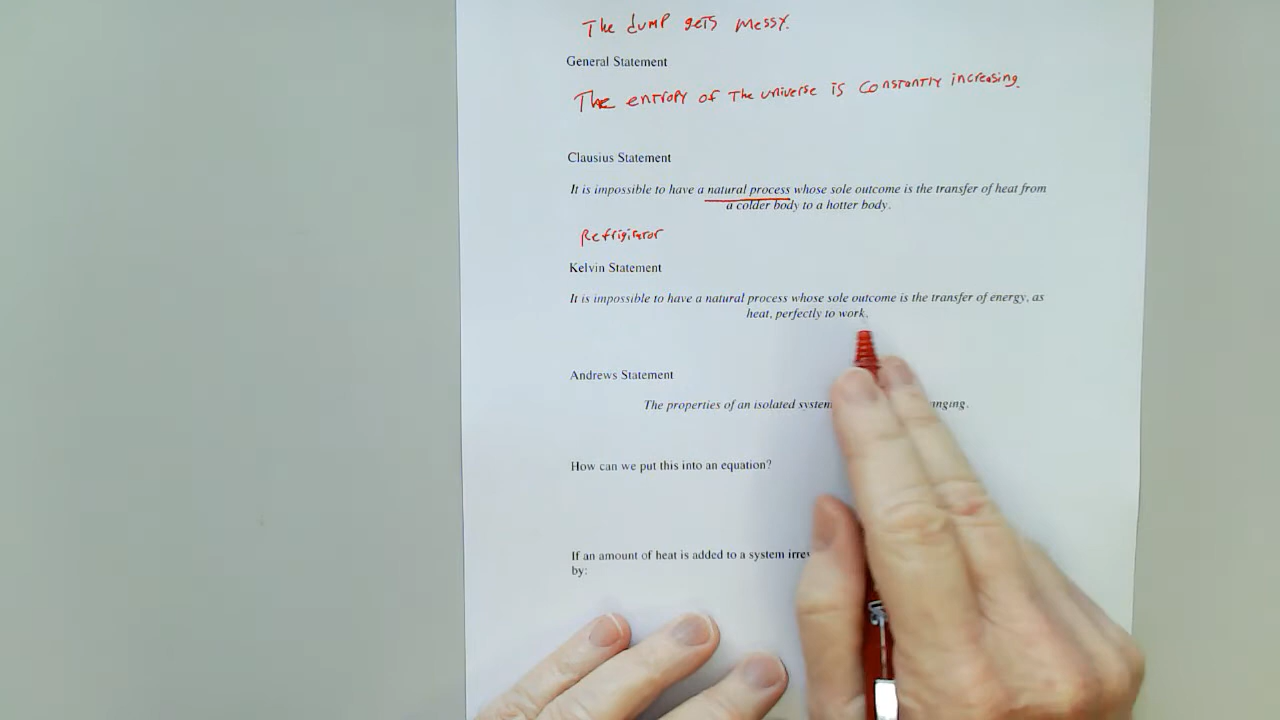 The dump gets messy.
General Statement
The entropy of the universe is constantly increasing.
Clausius Statement
It is impossible to have a natural process whose sole outcome is the transfer of heat from
a colder body to a hotter body.
Refrigirator
Kelvin Statement
It is impossible to have a natural process whose sole outcome is the transfer of energy, as
heat, perfectly to work.
Andrews Statement
The properties of an isolated system
How can we put this into an equation?
If an amount of heat is added to a system
by: